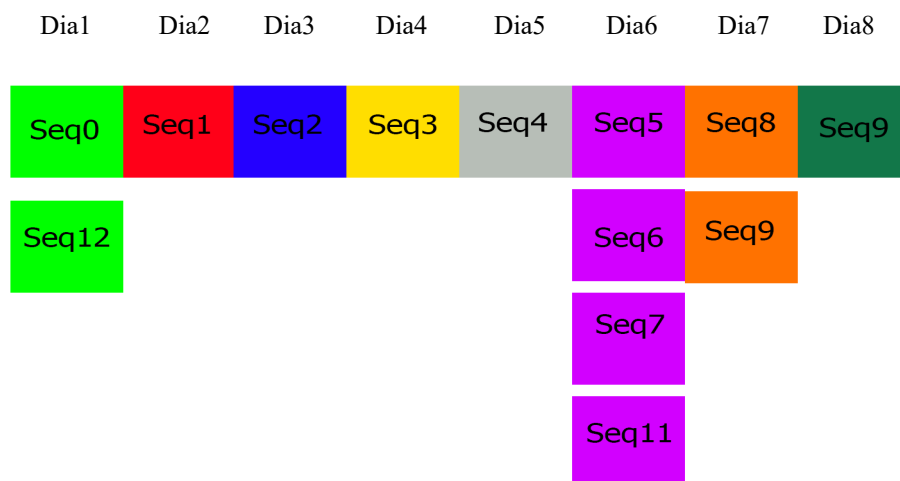 Dia1 Dia2 Dia3 Dia4 Dia5 Dia6 Dia7 Dia8
Seq0 Seq1 Seq2 Seq3 Seq4 Seq5 Seq8 Seq9
Seq12 Seq6 Seq9
Seq7
Seq11